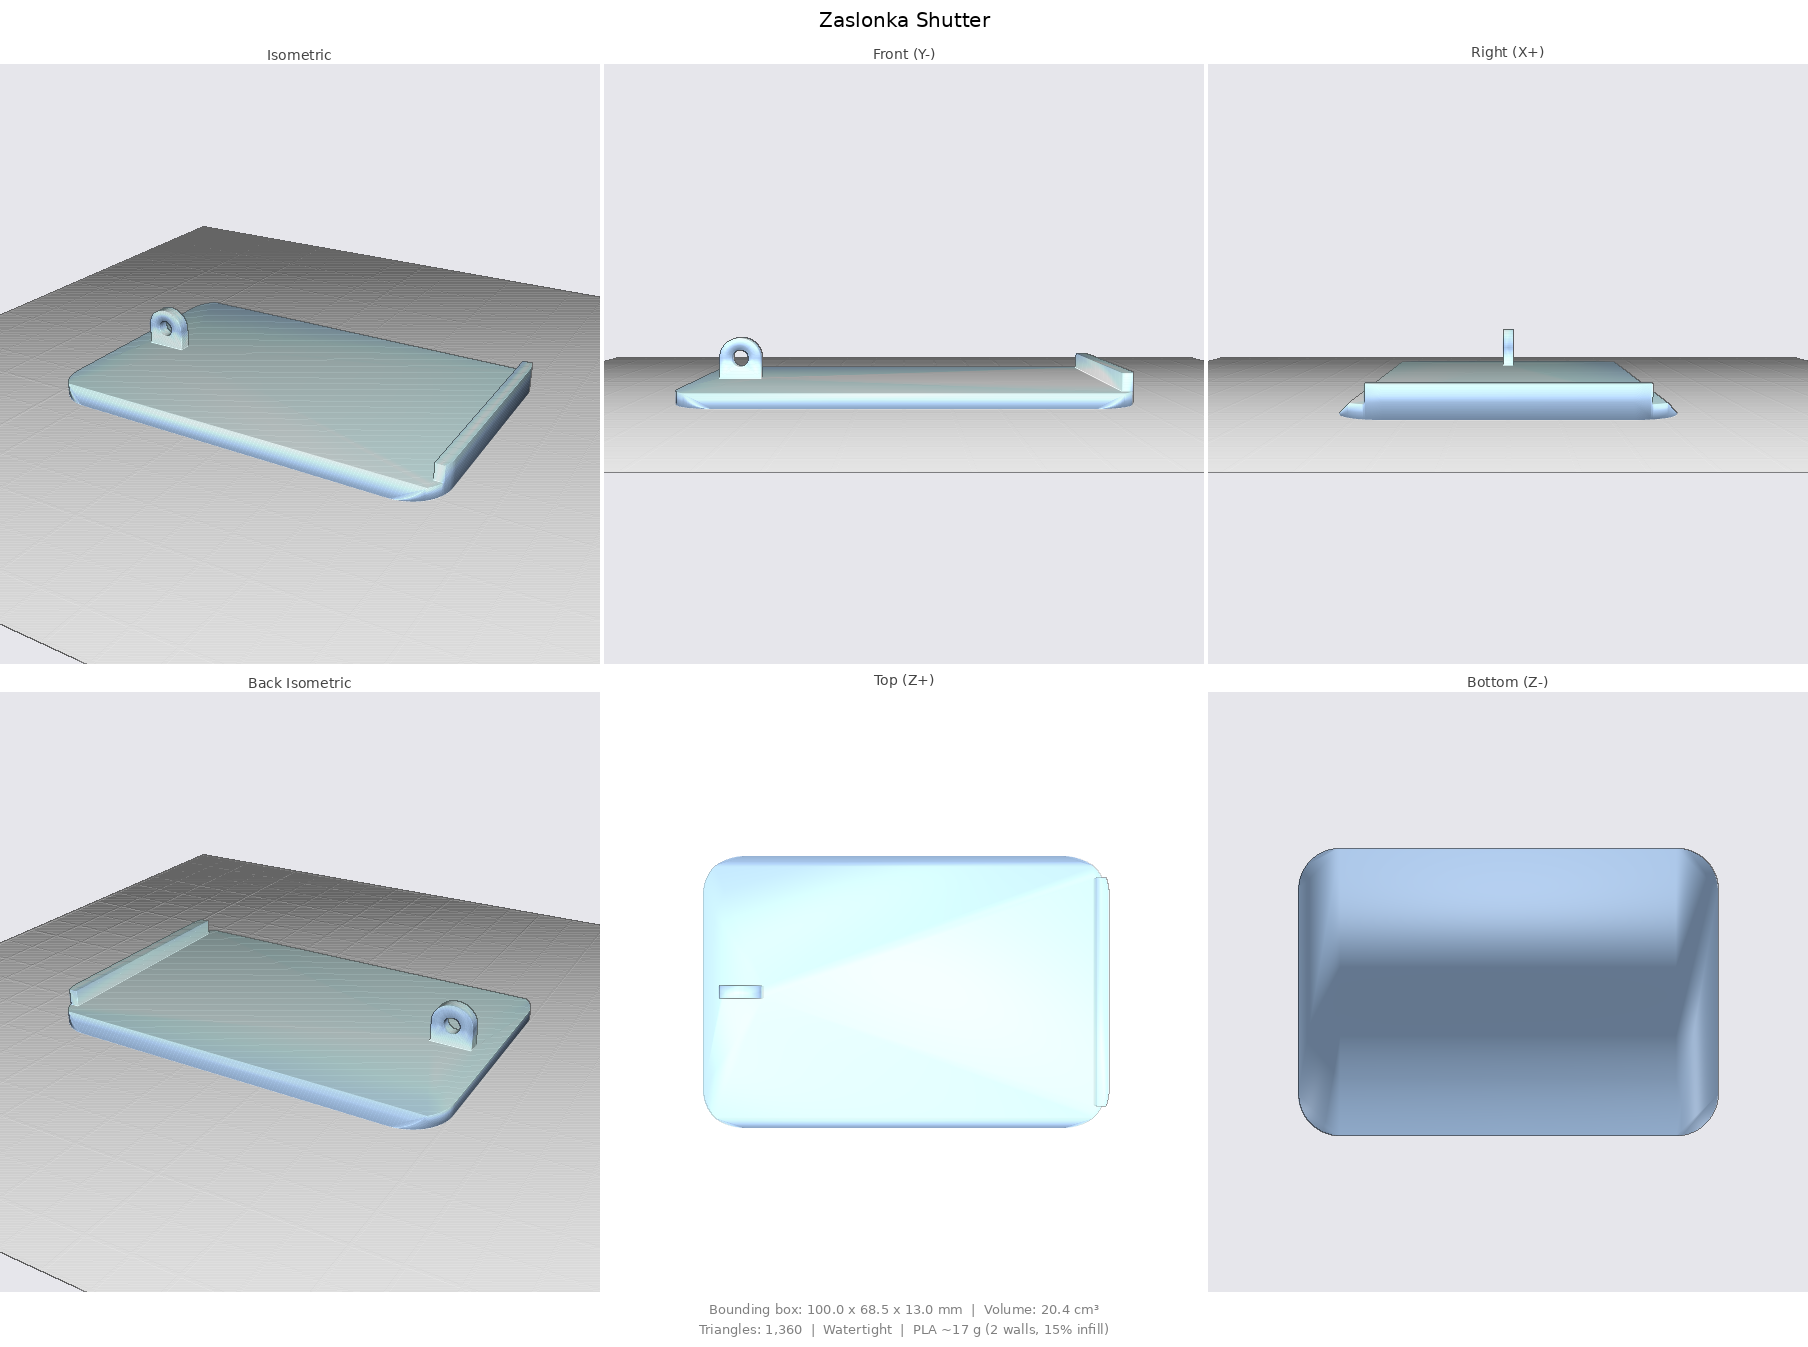 Zaslonka Shutter
Isometric
Front (Y-)
Right (X+)
Back Isometric
Top (Z+)
Bottom (Z-)
Bounding box: 100.0 x 68.5 x 13.0 mm | Volume: 20.4 cm³
Triangles: 1,360 | Watertight | PLA ~17 g (2 walls, 15% infill)